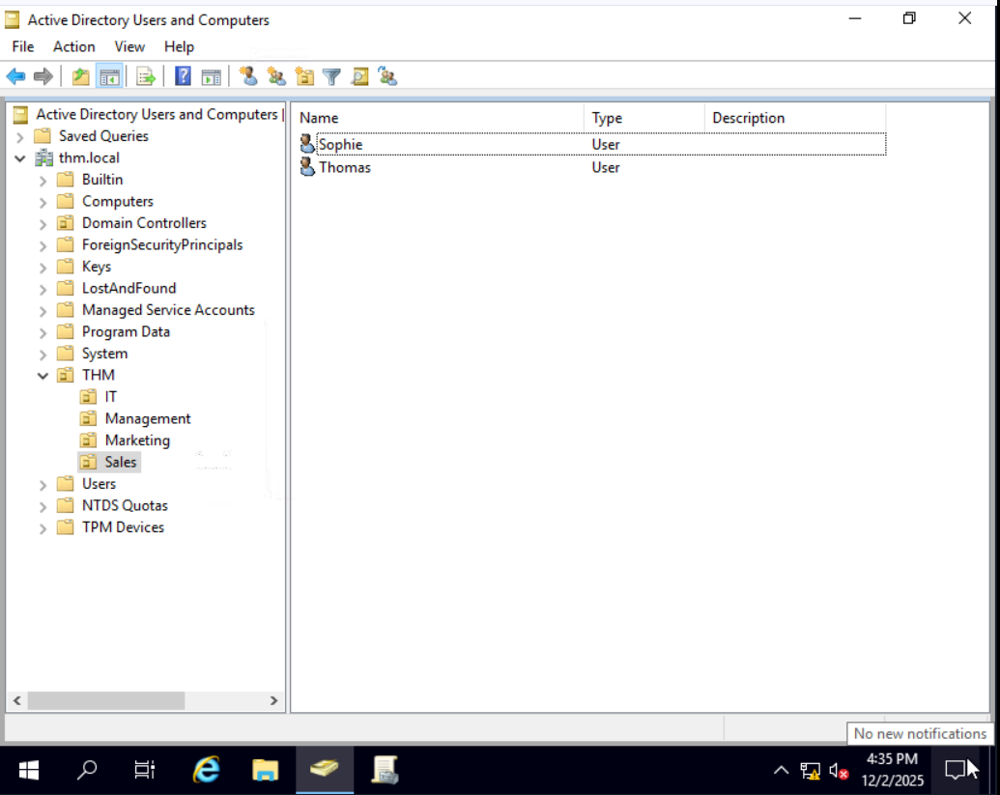 Active Directory Users and Computers
File Action View Help
Active Directory Users and Computers
Saved Queries
thm.local
Builtin
Computers
Domain Controllers
ForeignSecurityPrincipals
Keys
LostAndFound
Managed Service Accounts
Program Data
System
THM
IT
Management
Marketing
Sales
Users
NTDS Quotas
TPM Devices
Name Type Description
Sophie User
Thomas User
No new notifications
4:35 PM
12/2/2025